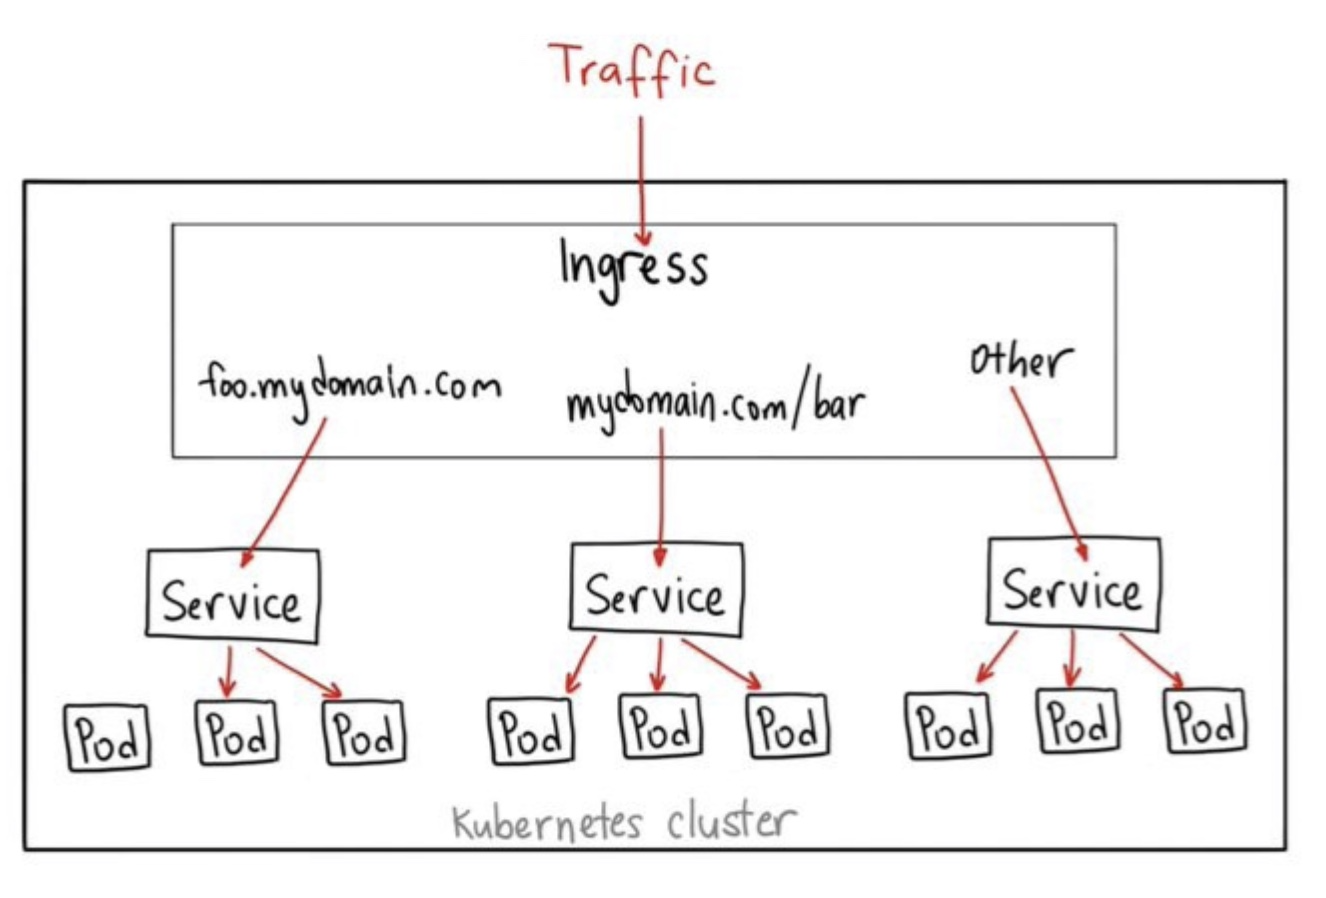 Traffic
Ingress
foo.mydomain.com
mydomain.com/bar
Other
Service
Service
Service
Pod
Pod
Pod
Pod
Pod
Pod
Pod
Pod
Pod
Kubernetes cluster